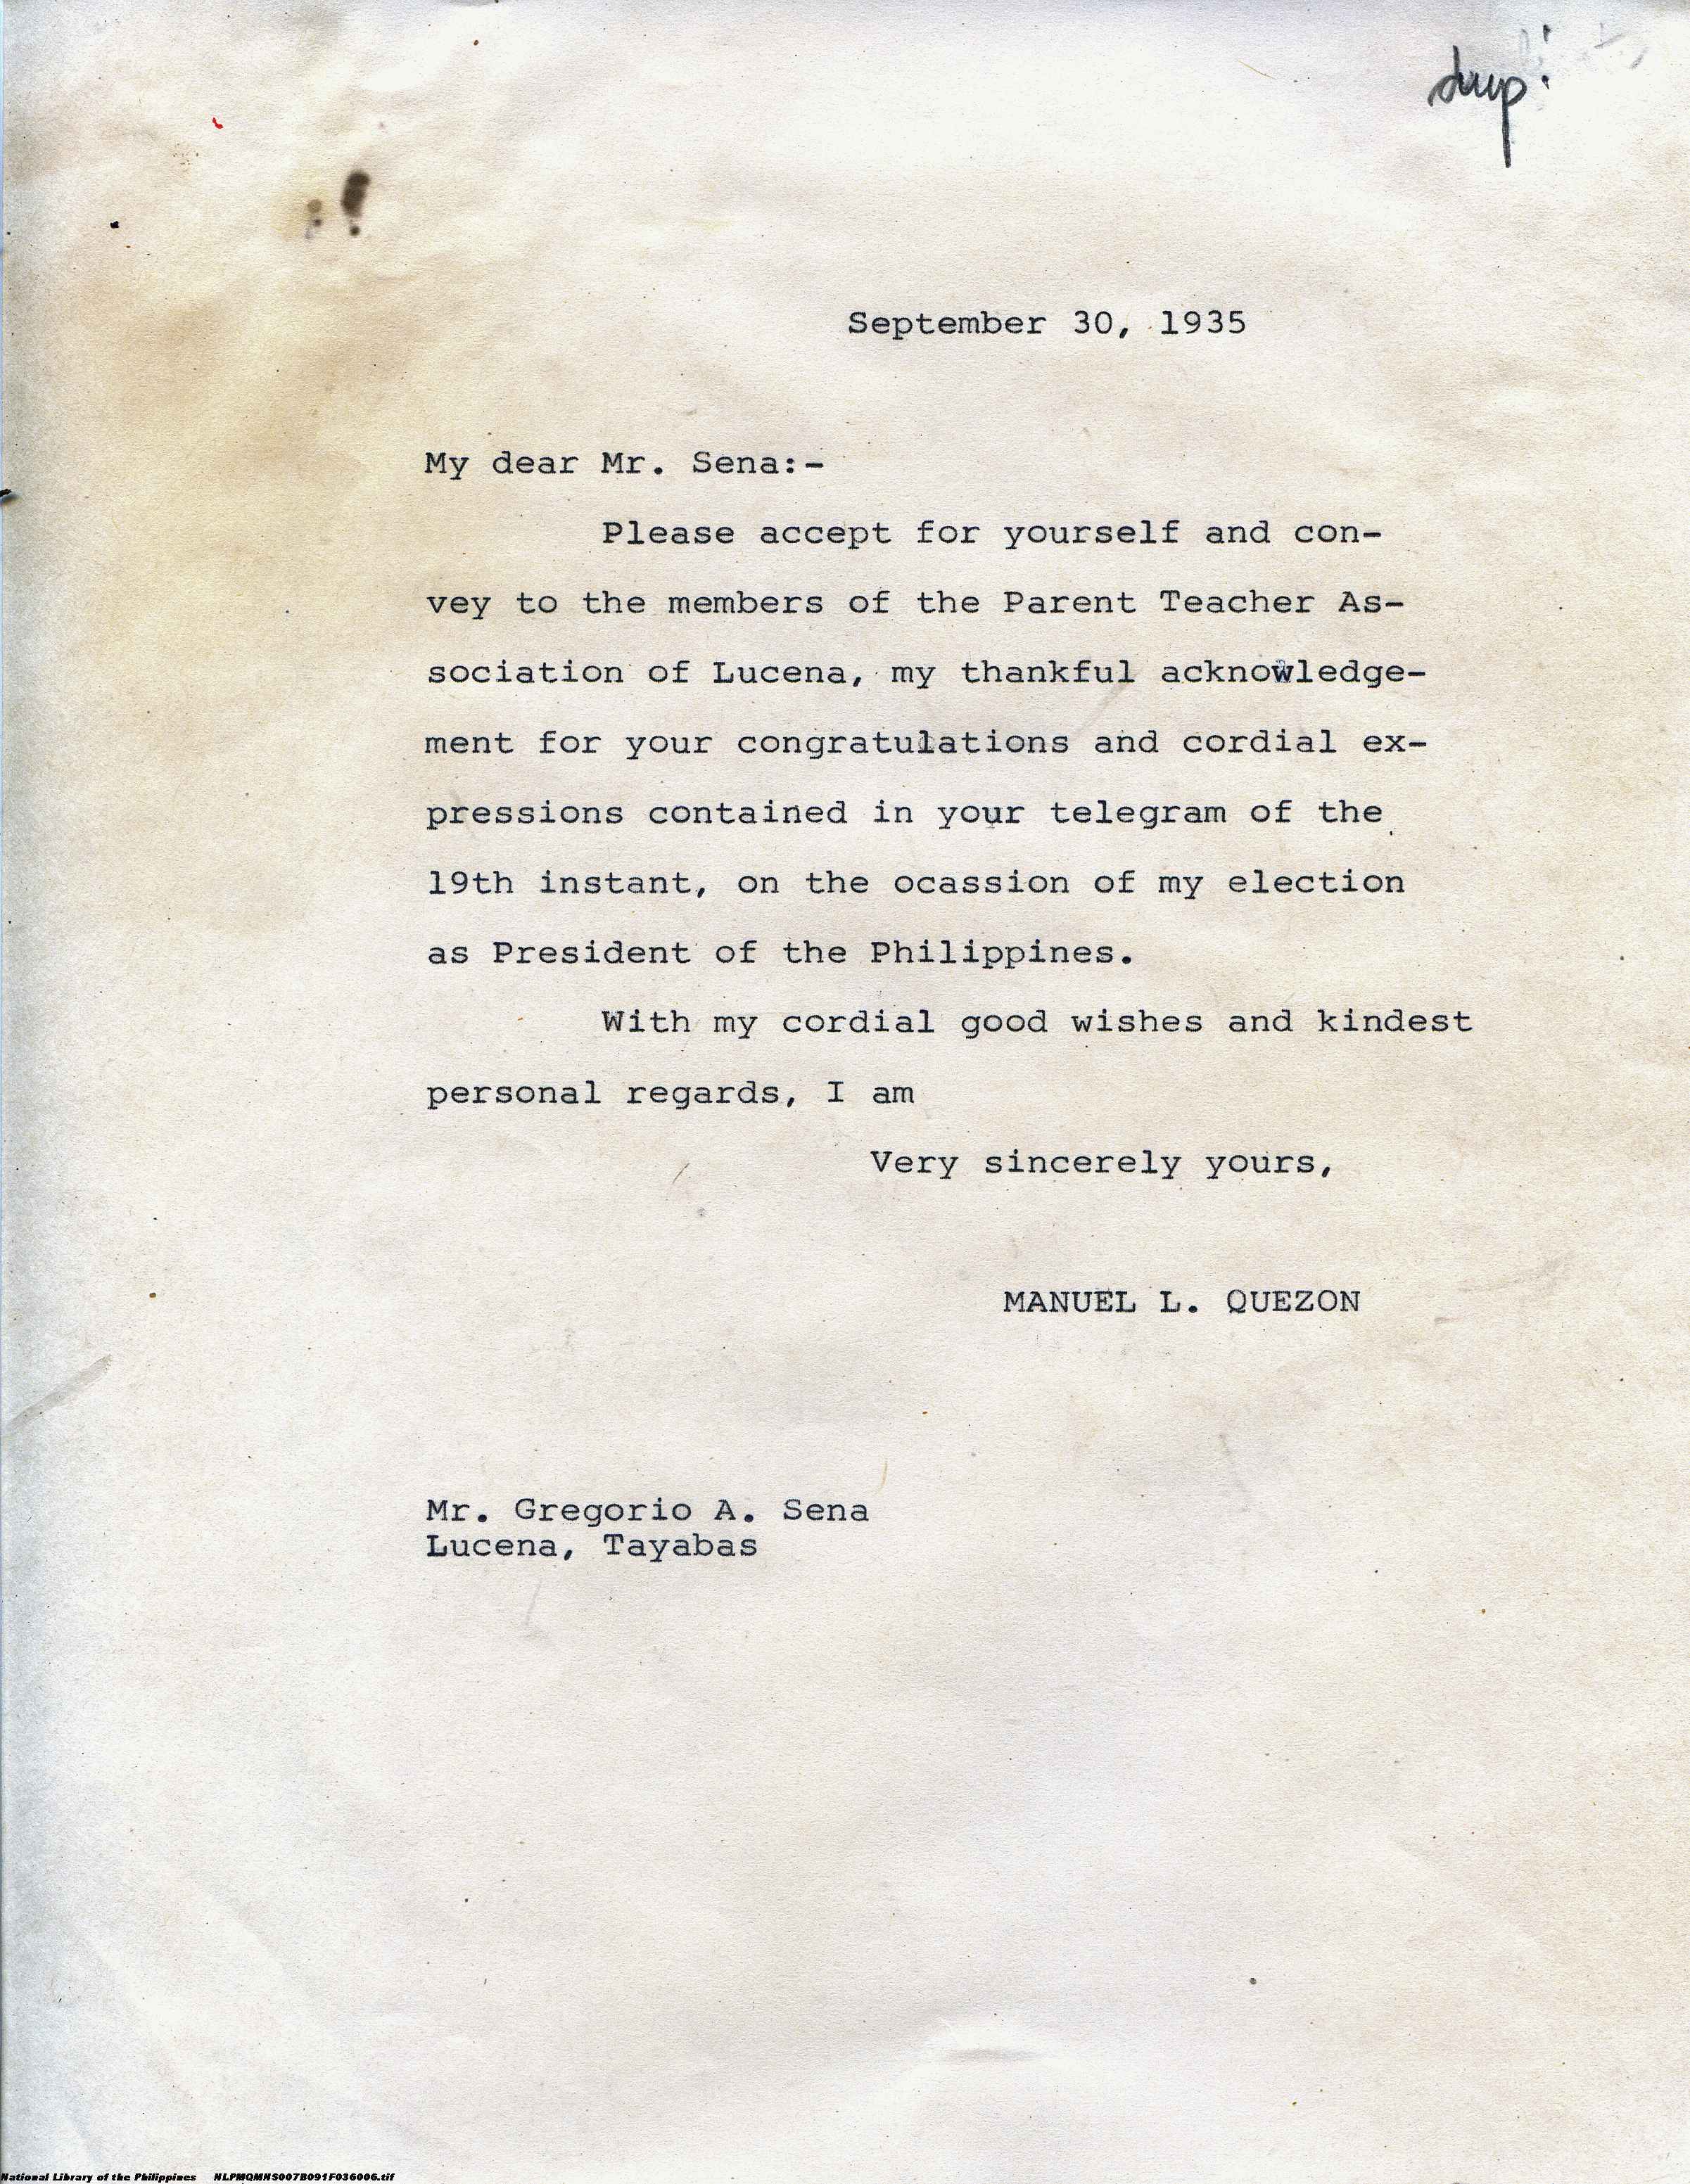 dup!
September 30, 1935
My dear Mr. Sena:-
Please accept for yourself and con-
vey to the members of the Parent Teacher As-
sociation of Lucena, my thankful acknowledge-
ment for your congratulations and cordial ex-
pressions contained in your telegram of the
19th instant, on the ocassion of my election
as President of the Philippines.
With my cordial good wishes and kindest
personal regards, I am
Very sincerely yours,
MANUEL L. QUEZON
Mr. Gregorio A. Sena
Lucena, Tayabas
National Library of the Philippines NLPMQMNS007B091F036006.tif